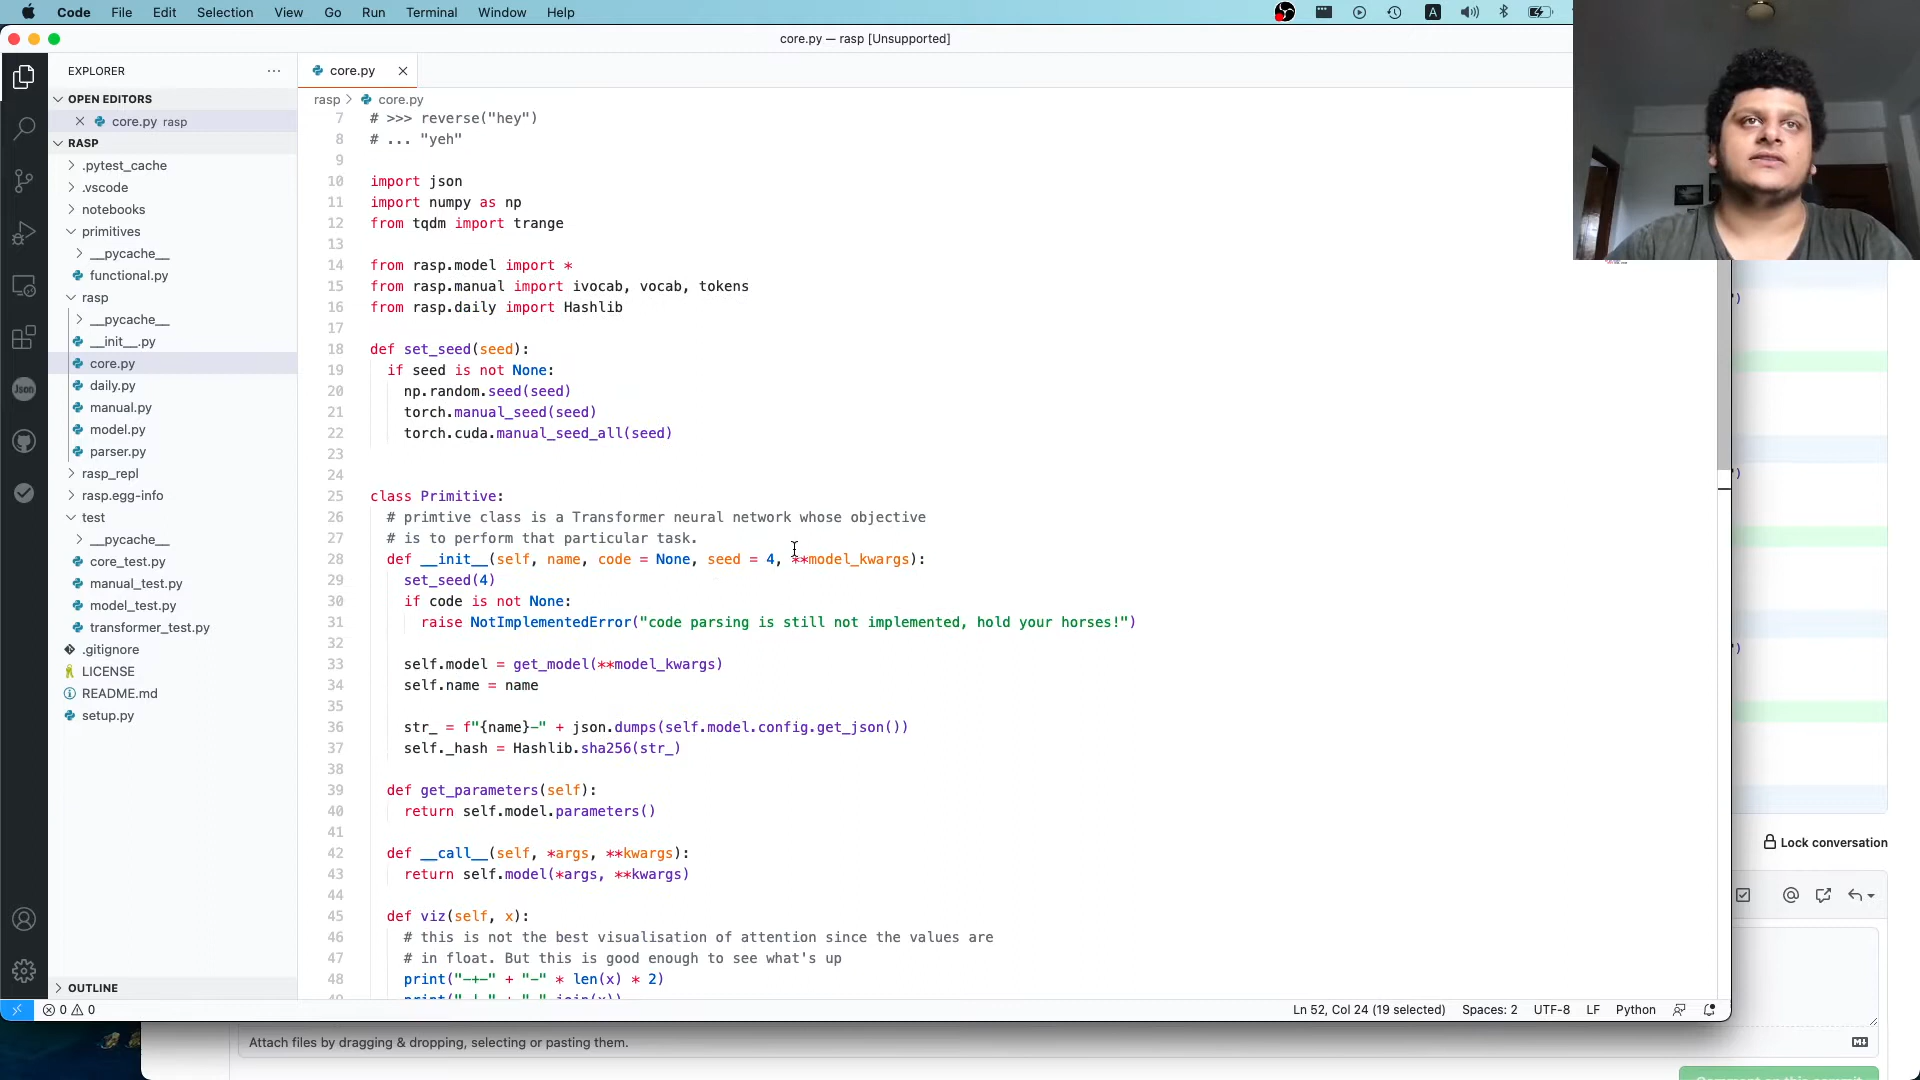 Code File Edit Selection View Go Run Terminal Window Help
A
core.py — rasp [Unsupported]
EXPLORER
core.py
OPEN EDITORS
core.py rasp
RASP
.pytest_cache
.vscode
notebooks
primitives
__pycache__
functional.py
rasp
__pycache__
__init__.py
core.py
daily.py
manual.py
model.py
parser.py
rasp_repl
rasp.egg-info
test
__pycache__
core_test.py
manual_test.py
model_test.py
transformer_test.py
.gitignore
LICENSE
README.md
setup.py
OUTLINE
Json
rasp > core.py
7 # >>> reverse("hey")
8 # ... "yeh"
9
10 import json
11 import numpy as np
12 from tqdm import trange
13
14 from rasp.model import *
15 from rasp.manual import ivocab, vocab, tokens
16 from rasp.daily import Hashlib
17
18 def set_seed(seed):
19 if seed is not None:
20 np.random.seed(seed)
21 torch.manual_seed(seed)
22 torch.cuda.manual_seed_all(seed)
23
24
25 class Primitive:
26 # primtive class is a Transformer neural network whose objective
27 # is to perform that particular task.
28 def __init__(self, name, code = None, seed = 4, **model_kwargs):
29 set_seed(4)
30 if code is not None:
31 raise NotImplementedError("code parsing is still not implemented, hold your horses!")
32
33 self.model = get_model(**model_kwargs)
34 self.name = name
35
36 str_ = f"{name}-" + json.dumps(self.model.config.get_json())
37 self._hash = Hashlib.sha256(str_)
38
39 def get_parameters(self):
40 return self.model.parameters()
41
42 def __call__(self, *args, **kwargs):
43 return self.model(*args, **kwargs)
44
45 def viz(self, x):
46 # this is not the best visualisation of attention since the values are
47 # in float. But this is good enough to see what's up
48 print("-+-" + "-" * len(x) * 2)
Lock conversation
0 0
Ln 52, Col 24 (19 selected) Spaces: 2 UTF-8 LF Python
Attach files by dragging & dropping, selecting or pasting them.